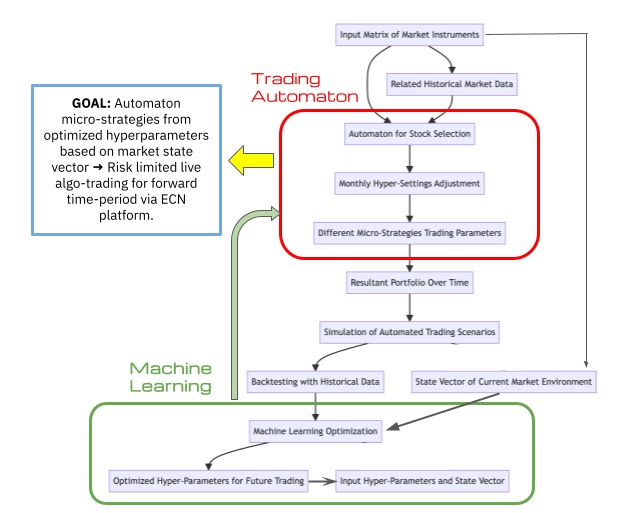 Input Matrix of Market Instruments
Trading
Automaton
Related Historical Market Data
GOAL: Automaton
micro-strategies from
optimized hyperparameters
based on market state
vector ➜ Risk limited live
algo-trading for forward
time-period via ECN
platform.
Automaton for Stock Selection
Monthly Hyper-Settings Adjustment
Different Micro-Strategies Trading Parameters
Resultant Portfolio Over Time
Simulation of Automated Trading Scenarios
Machine
Learning
Backtesting with Historical Data
State Vector of Current Market Environment
Machine Learning Optimization
Optimized Hyper-Parameters for Future Trading
Input Hyper-Parameters and State Vector